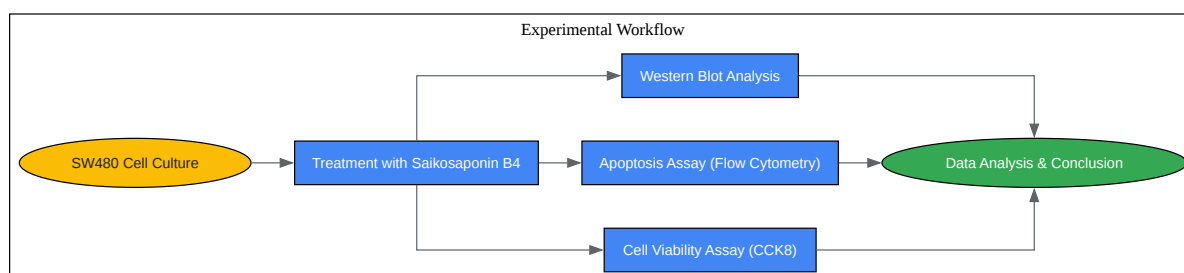 Experimental Workflow
Western Blot Analysis
SW480 Cell Culture
Treatment with Saikosaponin B4
Apoptosis Assay (Flow Cytometry)
Data Analysis & Conclusion
Cell Viability Assay (CCK8)